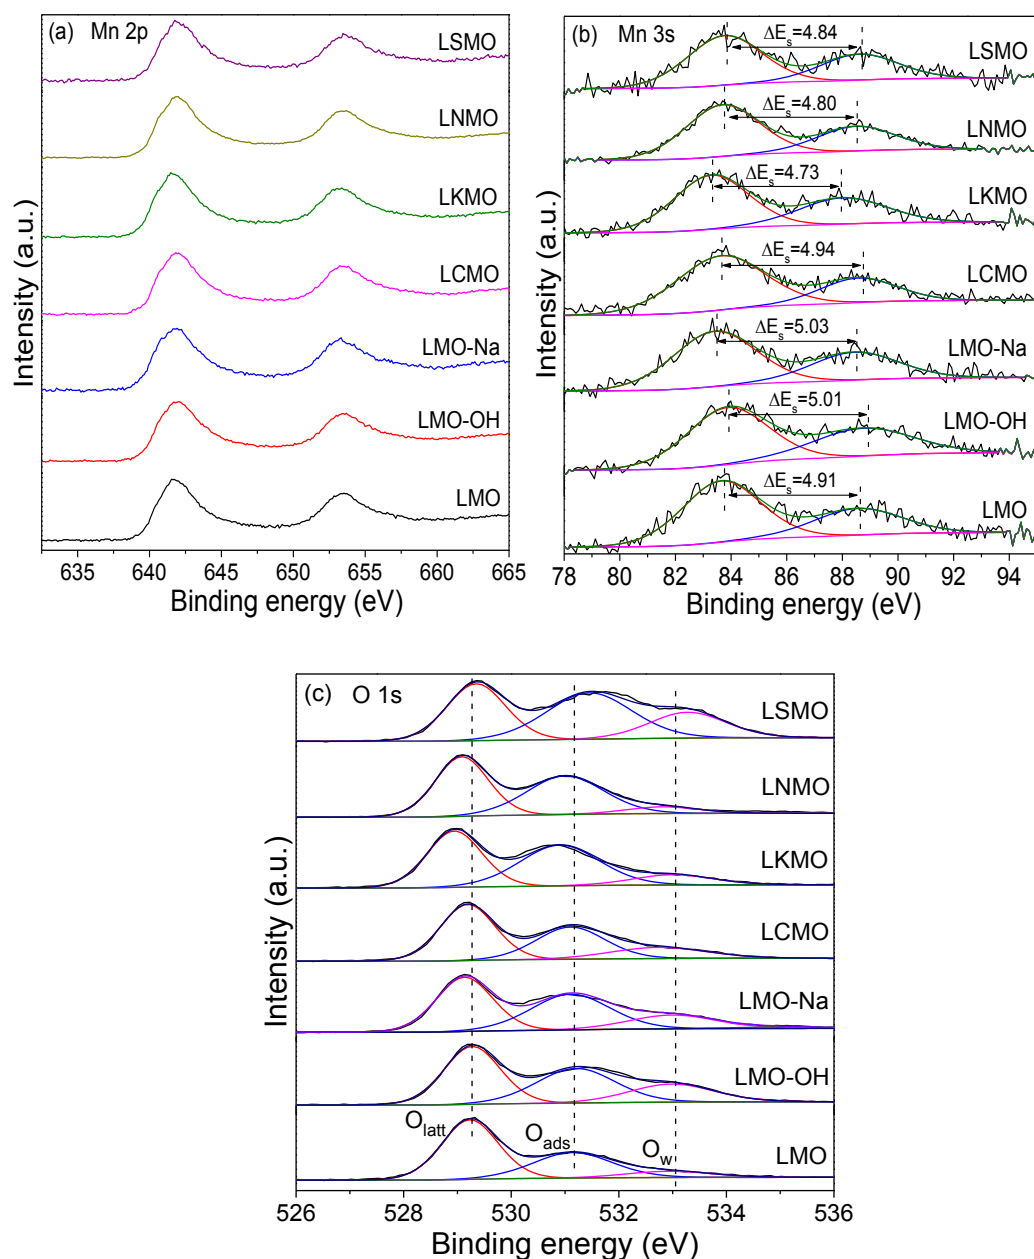 (a) Mn 2p
LSMO
LNMO
LKMO
LCMO
LMO-Na
LMO-OH
LMO
Intensity (a.u.)
635 640 645 650 655 660 665
Binding energy (eV)
(b) Mn 3s
ΔEs=4.84
LSMO
ΔEs=4.80
LNMO
ΔEs=4.73
LKMO
ΔEs=4.94
LCMO
ΔEs=5.03
LMO-Na
ΔEs=5.01
LMO-OH
ΔEs=4.91
LMO
Intensity (a.u.)
78 80 82 84 86 88 90 92 94
Binding energy (eV)
(c) O 1s
LSMO
LNMO
LKMO
LCMO
LMO-Na
LMO-OH
Olatt Oads Ow LMO
Intensity (a.u.)
526 528 530 532 534 536
Binding energy (eV)